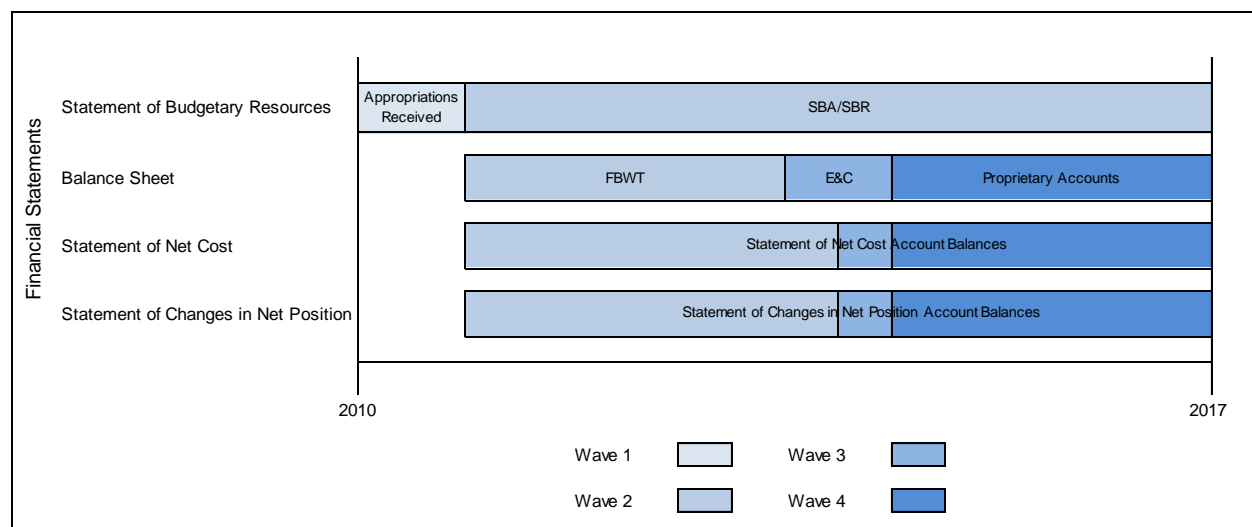 Financial Statements
Statement of Budgetary Resources
Appropriations
Received
SBA/SBR
Balance Sheet
FBWT
E&C
Proprietary Accounts
Statement of Net Cost
Statement of Net Cost Account Balances
Statement of Changes in Net Position
Statement of Changes in Net Position Account Balances
2010
2017
Wave 1
Wave 3
Wave 2
Wave 4